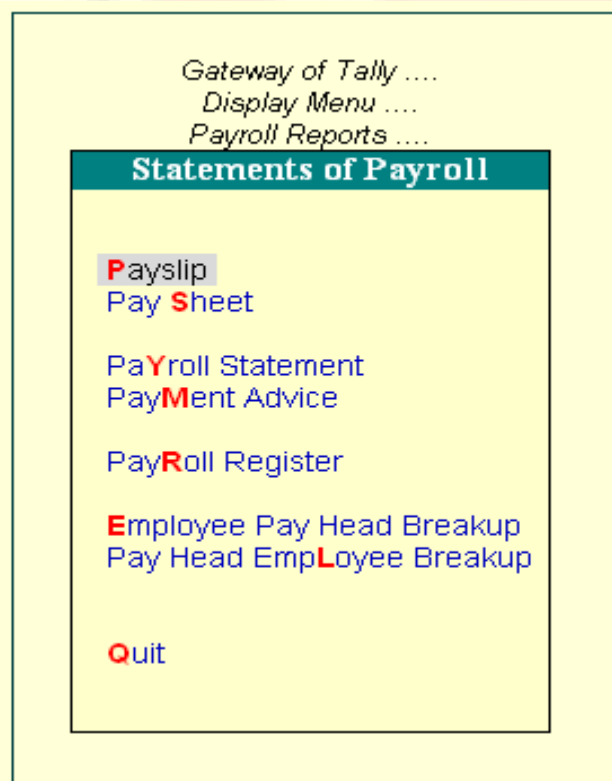 Gateway of Tally ....
Display Menu ....
Payroll Reports ....
Statements of Payroll
Payslip
Pay Sheet
PaYroll Statement
PayMent Advice
PayRoll Register
Employee Pay Head Breakup
Pay Head EmpLoyee Breakup
Quit